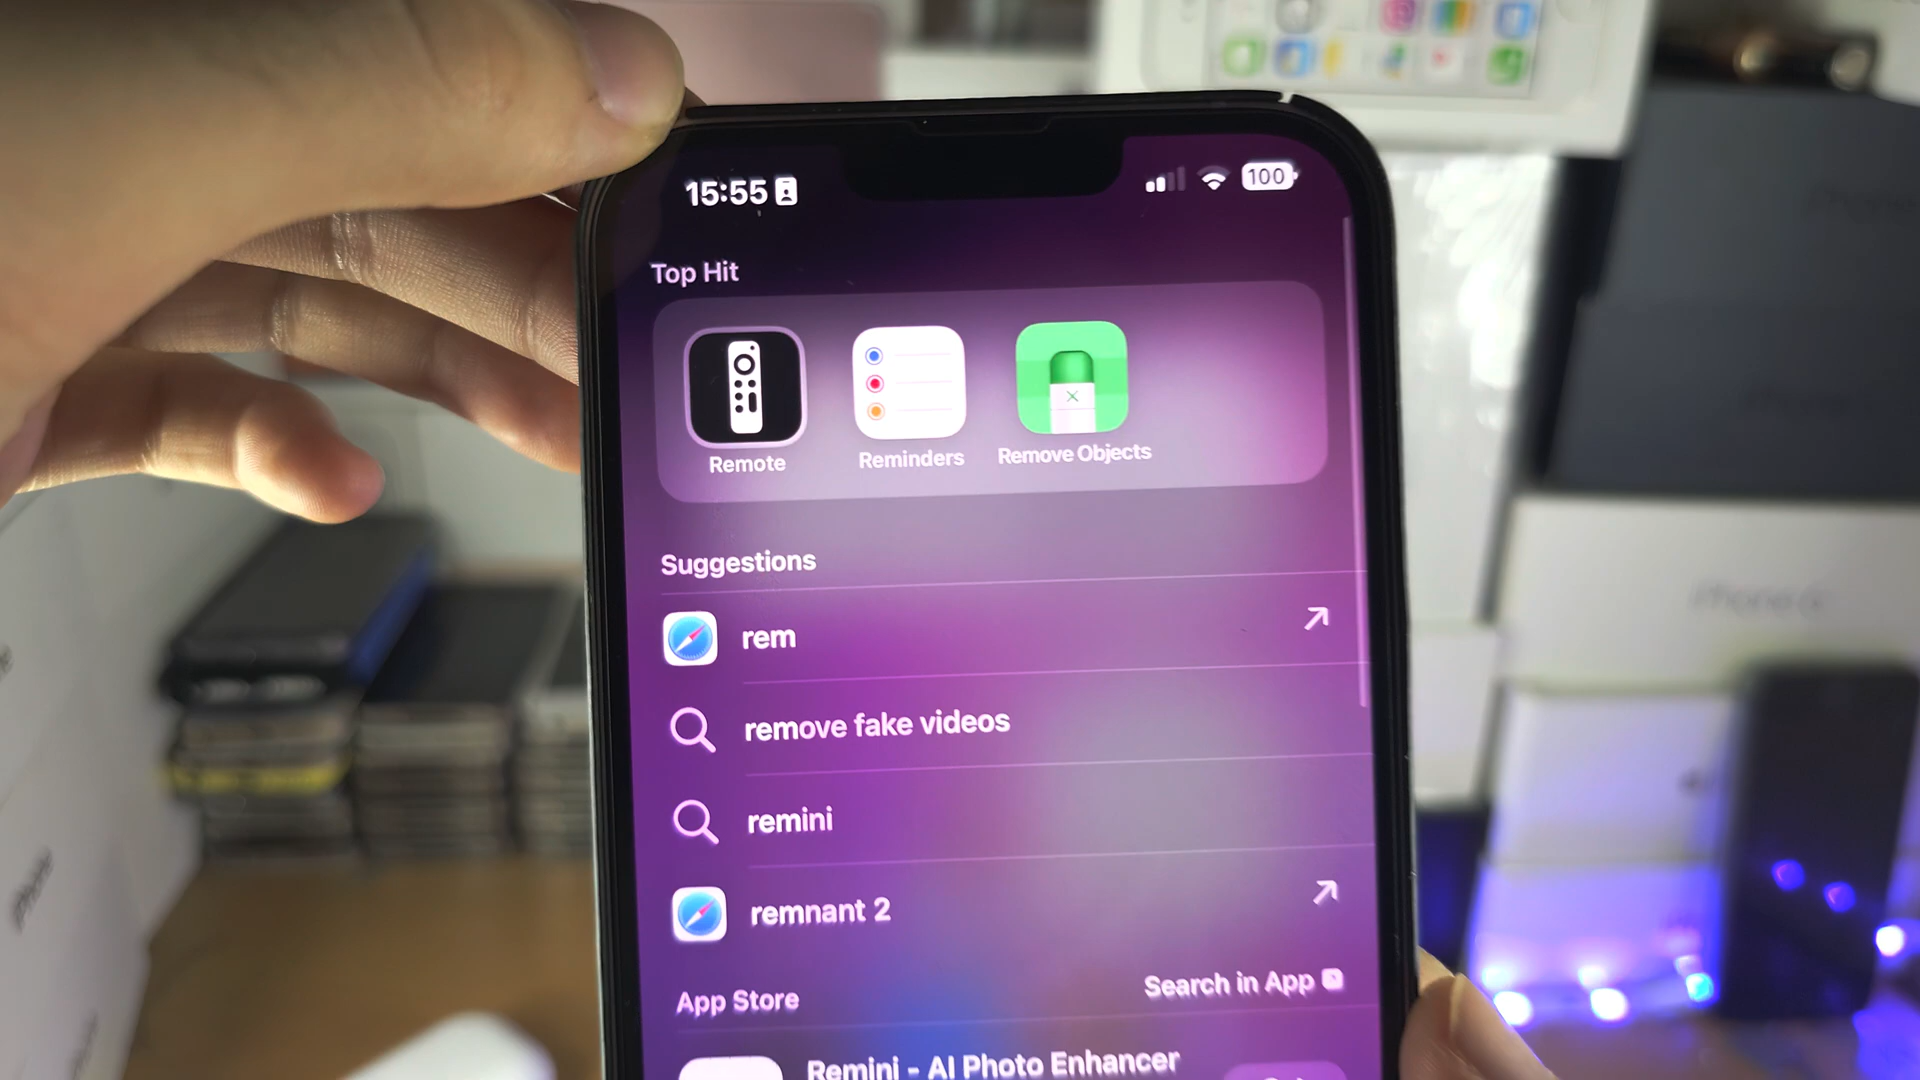 15:55
100
Top Hit
Remote
Reminders
Remove Objects
Suggestions
rem
remove fake videos
remini
remnant 2
App Store
Search in App
Remini - AI Photo Enhancer
iPhone